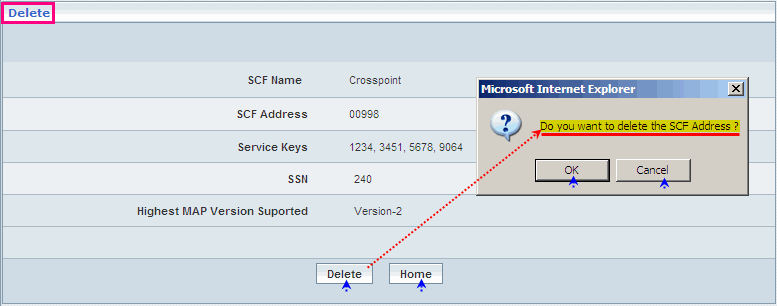 Delete
SCF Name Crosspoint
SCF Address 00998
Service Keys 1234, 3451, 5678, 9064
SSN 240
Highest MAP Version Suported Version-2
Delete Home
Microsoft Internet Explorer
Do you want to delete the SCF Address ?
OK Cancel